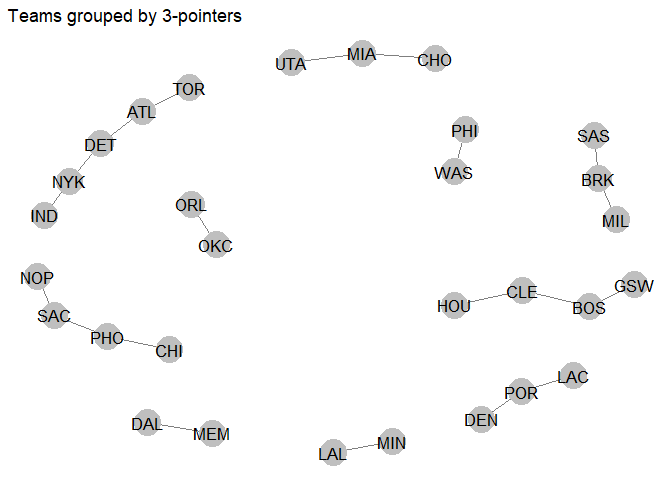 Teams grouped by 3-pointers
UTA
MIA
CHO
TOR
ATL
DET
NYK
IND
PHI
WAS
SAS
BRK
MIL
ORL
OKC
NOP
SAC
PHO
CHI
HOU
CLE
BOS
GSW
LAC
POR
DEN
DAL
MEM
LAL
MIN